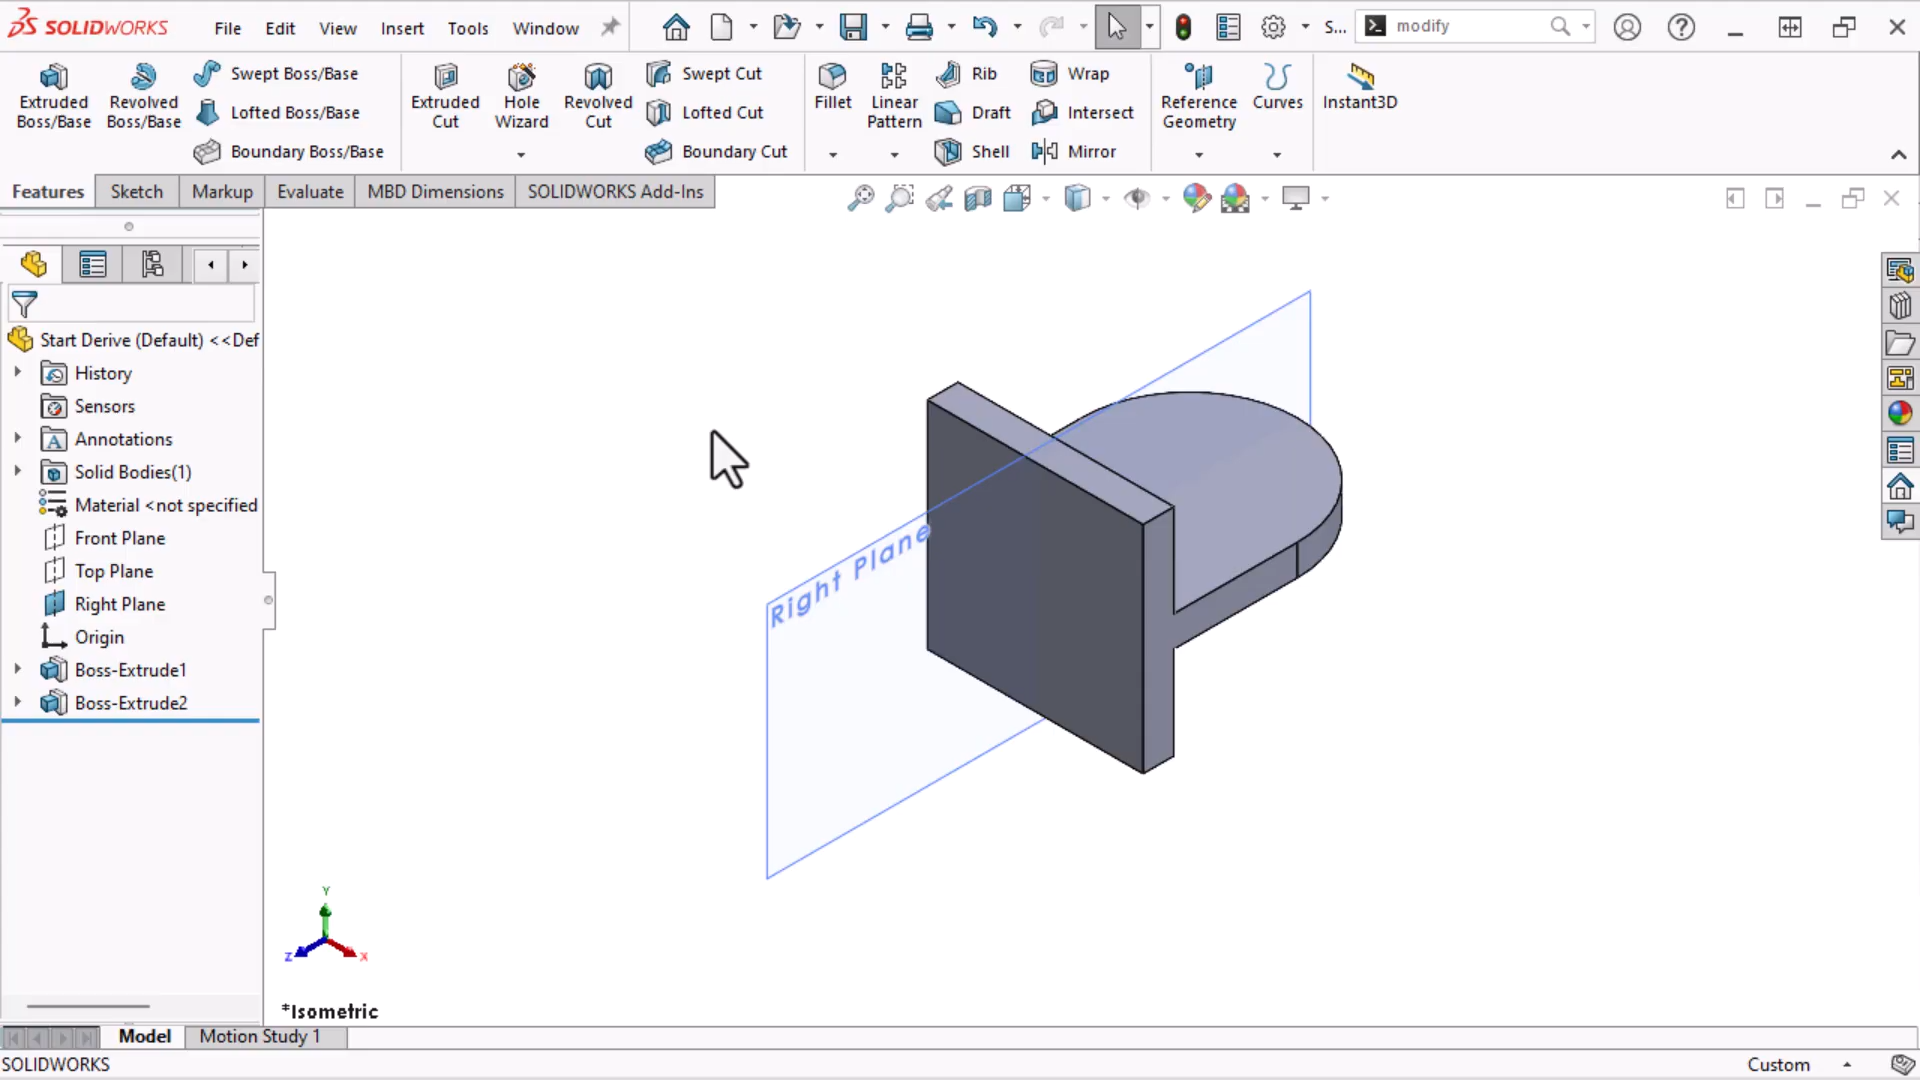 SOLIDWORKS File Edit View Insert Tools Window S... modify
Extruded Boss/Base
Revolved Boss/Base
Swept Boss/Base
Lofted Boss/Base
Boundary Boss/Base
Extruded Cut
Hole Wizard
Revolved Cut
Swept Cut
Lofted Cut
Boundary Cut
Fillet
Linear Pattern
Rib
Draft
Shell
Wrap
Intersect
Mirror
Reference Geometry
Curves
Instant3D
Features Sketch Markup Evaluate MBD Dimensions SOLIDWORKS Add-Ins
Start Derive (Default) <<Def
History
Sensors
A Annotations
Solid Bodies(1)
Material <not specified
Front Plane
Top Plane
Right Plane
Origin
Boss-Extrude1
Boss-Extrude2
Right Plane
Y
Z
X
*Isometric
Model Motion Study 1
SOLIDWORKS Custom